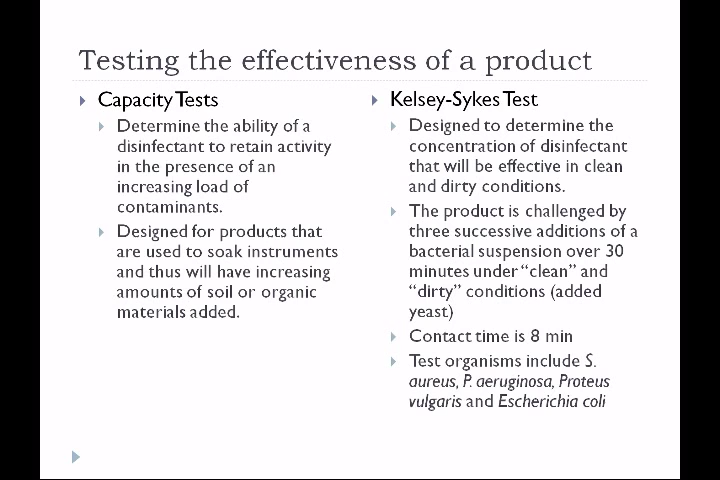 Testing the effectiveness of a product
Capacity Tests
Determine the ability of a
disinfectant to retain activity
in the presence of an
increasing load of
contaminants.
Designed for products that
are used to soak instruments
and thus will have increasing
amounts of soil or organic
materials added.
Kelsey-Sykes Test
Designed to determine the
concentration of disinfectant
that will be effective in clean
and dirty conditions.
The product is challenged by
three successive additions of a
bacterial suspension over 30
minutes under “clean” and
“dirty” conditions (added
yeast)
Contact time is 8 min
Test organisms include S.
aureus, P. aeruginosa, Proteus
vulgaris and Escherichia coli